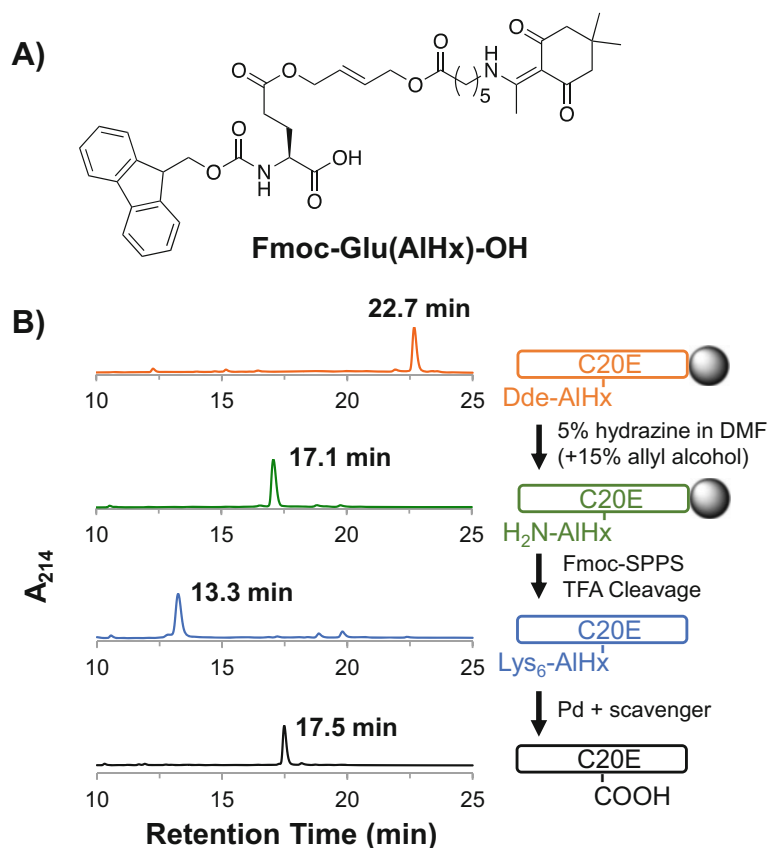 A)
O
O
O
O
H
N
5
O
O
O
O
N
H
OH
O
Fmoc-Glu(AlHx)-OH
B)
22.7 min
10 15 20 25
C20E
Dde-AlHx
5% hydrazine in DMF
(+15% allyl alcohol)
17.1 min
10 15 20 25
C20E
H2N-AlHx
Fmoc-SPPS
TFA Cleavage
A214
13.3 min
10 15 20 25
C20E
Lys6-AlHx
Pd + scavenger
17.5 min
10 15 20 25
C20E
COOH
Retention Time (min)